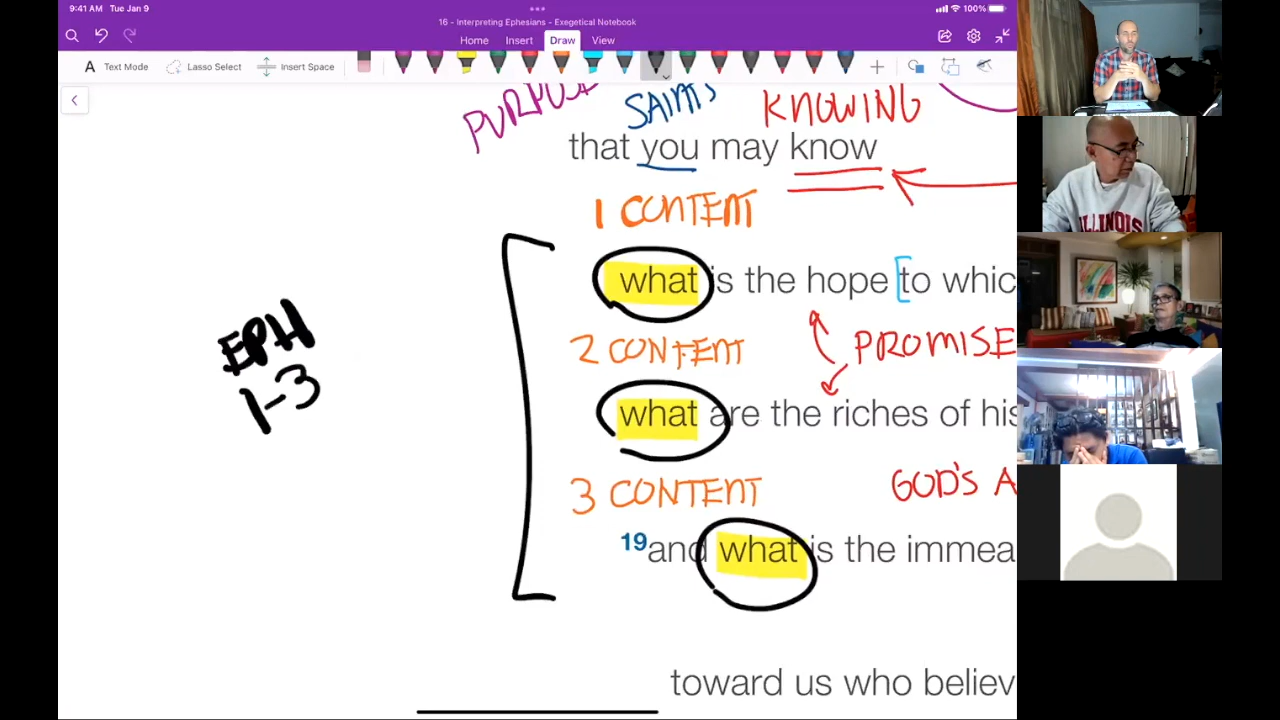 9:41 AM Tue Jan 9
100%
16 - Interpreting Ephesians - Exegetical Notebook
Home Insert Draw View
Text Mode Lasso Select Insert Space
PURPOSE SAINTS KNOWING
that you may know
1 CONTENT
what is the hope to whic
2 CONTENT
PROMISE
what are the riches of his
3 CONTENT GOD'S A
19and what is the immea
toward us who believ
EPH
1-3
ILLINOIS